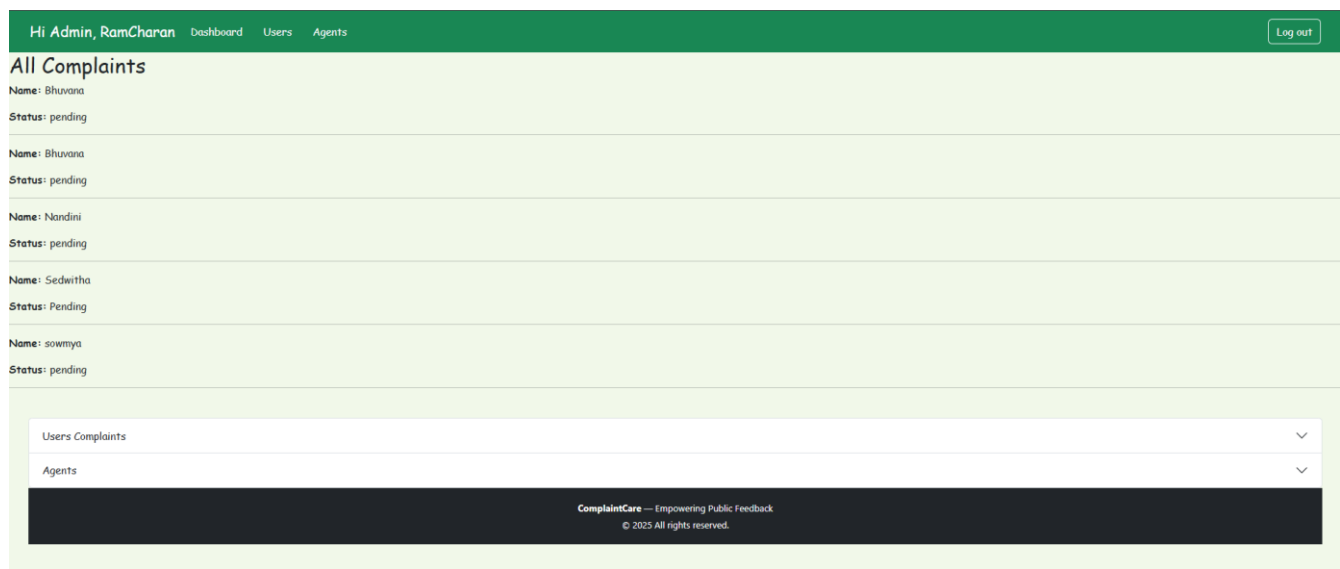 Hi Admin, RamCharan Dashboard Users Agents Log out
All Complaints
Name: Bhuvana
Status: pending
Name: Bhuvana
Status: pending
Name: Nandini
Status: pending
Name: Sedwitha
Status: Pending
Name: sowmya
Status: pending
Users Complaints
Agents
ComplaintCare — Empowering Public Feedback
© 2025 All rights reserved.